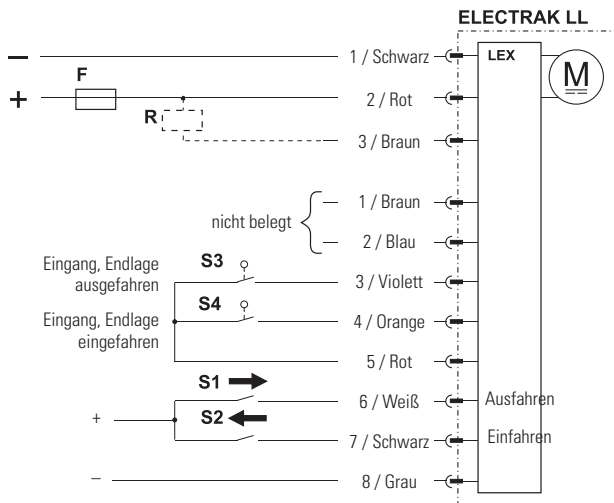 ELECTRAK LL
−
1 / Schwarz
LEX
M
F
+
2 / Rot
R
3 / Braun
1 / Braun
nicht belegt
2 / Blau
Eingang, Endlage
ausgefahren
S3
3 / Violett
Eingang, Endlage
eingefahren
S4
4 / Orange
5 / Rot
S1
6 / Weiß
Ausfahren
+
S2
7 / Schwarz
Einfahren
−
8 / Grau